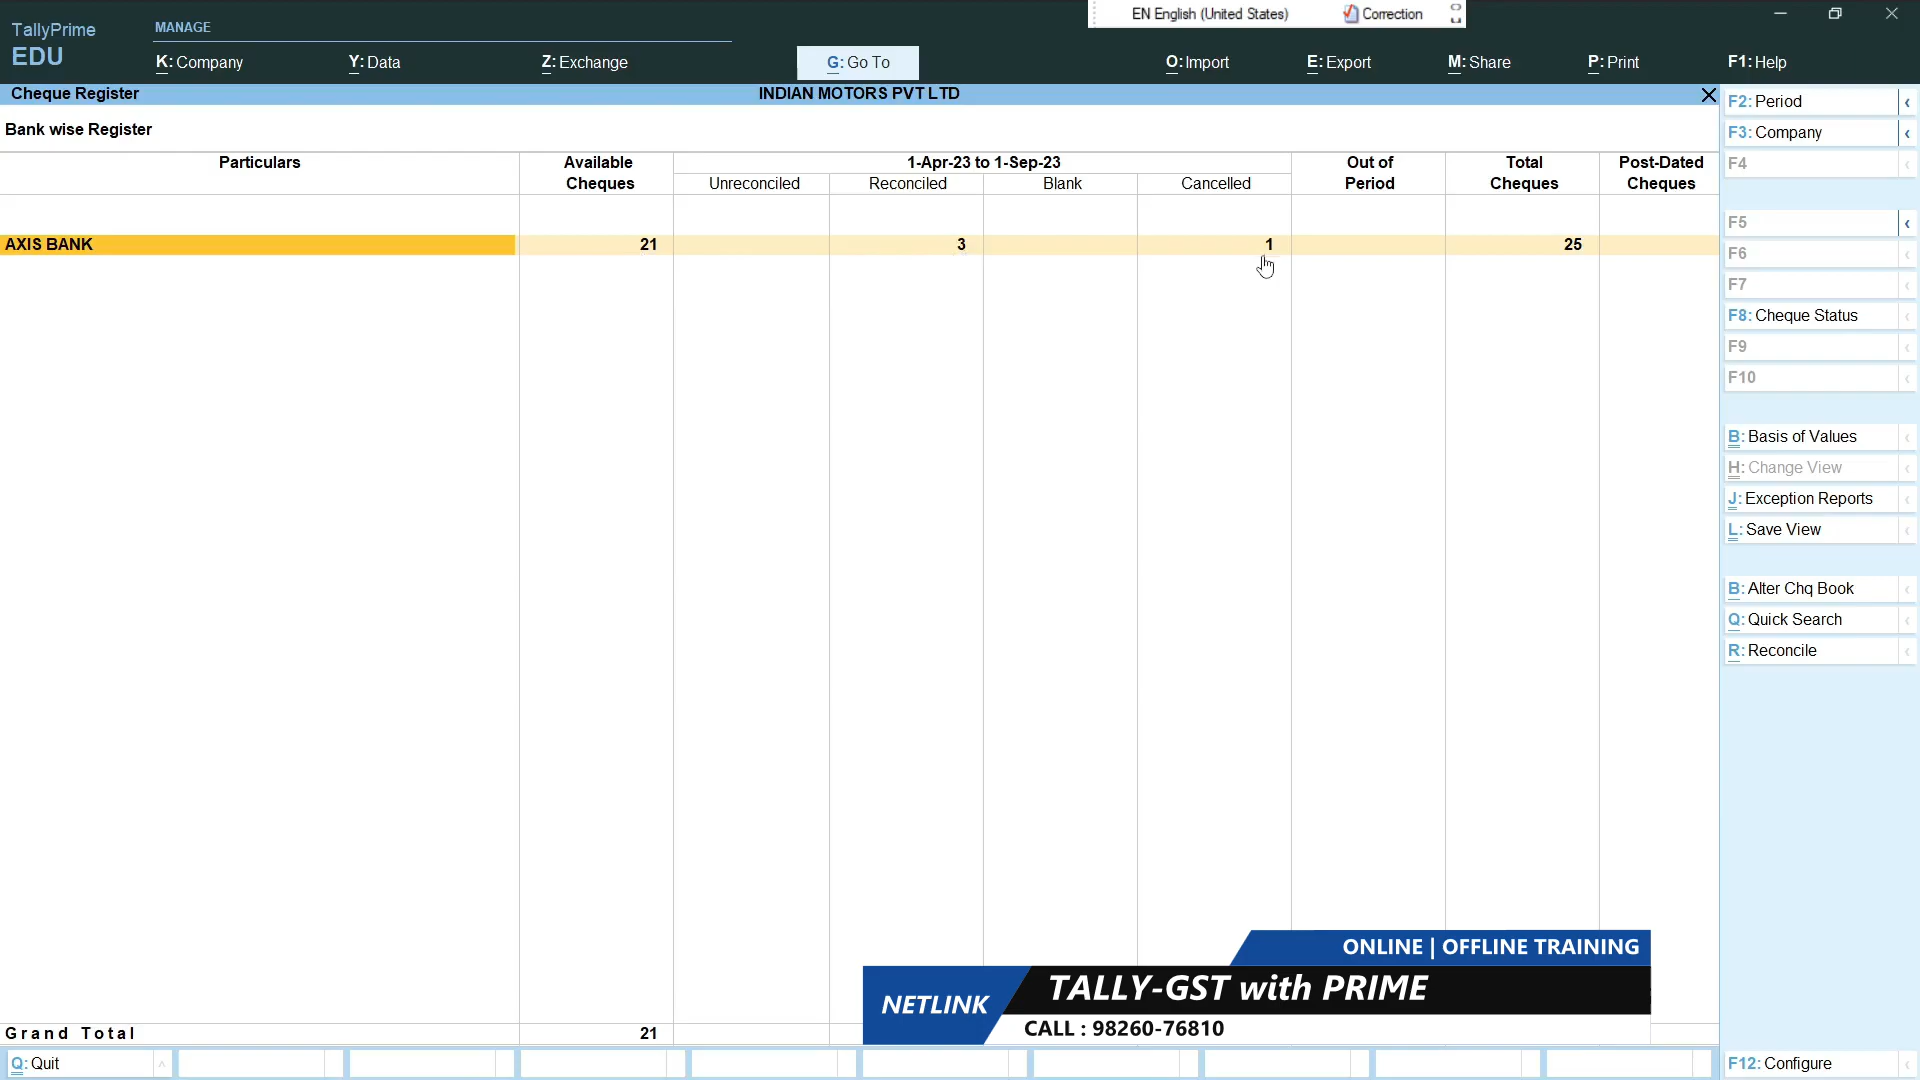 EN English (United States) Correction
TallyPrime
EDU
MANAGE
K: Company Y: Data Z: Exchange G: Go To O: Import E: Export M: Share P: Print F1: Help
Cheque Register INDIAN MOTORS PVT LTD
Bank wise Register
Particulars Available Cheques 1-Apr-23 to 1-Sep-23 Out of Period Total Cheques Post-Dated Cheques
Unreconciled Reconciled Blank Cancelled
AXIS BANK 21 3 1 25
Grand Total 21
Q: Quit
F2: Period
F3: Company
F4
F5
F6
F7
F8: Cheque Status
F9
F10
B: Basis of Values
H: Change View
J: Exception Reports
L: Save View
B: Alter Chq Book
Q: Quick Search
R: Reconcile
F12: Configure
ONLINE | OFFLINE TRAINING
NETLINK
TALLY-GST with PRIME
CALL : 98260-76810